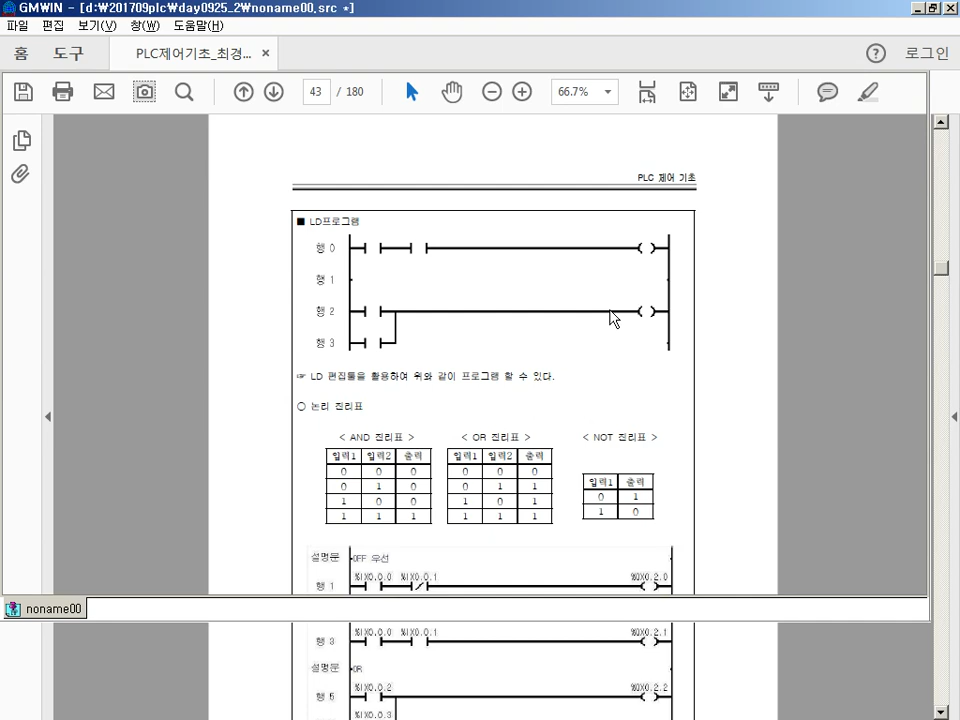 GMWIN - [d:₩201709plc₩day0925_2₩noname00.src *]
파일 편집 보기(V) 창(W) 도움말(H)
홈 도구 PLC제어기초_최경... × ? 로그인
43 / 180 66.7%
PLC 제어 기초
■ LD프로그램
행 0
행 1
행 2
행 3
☞ LD 편집툴을 활용하여 위와 같이 프로그램 할 수 있다.
○ 논리 진리표
< AND 진리표 > < OR 진리표 > < NOT 진리표 >
입력1 입력2 출력 입력1 입력2 출력
0 0 0 0 0 0
입력1 출력
0 1 0 0 1 1
0 1
1 0 0 1 0 1
1 0
1 1 1 1 1 1
설명문 OFF 우선
%IX0.0.0 %IX0.0.1 %QX0.2.0
행 1
noname00
%IX0.0.0 %IX0.0.1 %QX0.2.1
행 3
설명문 OR
%IX0.0.2 %QX0.2.2
행 5
%IX0.0.3